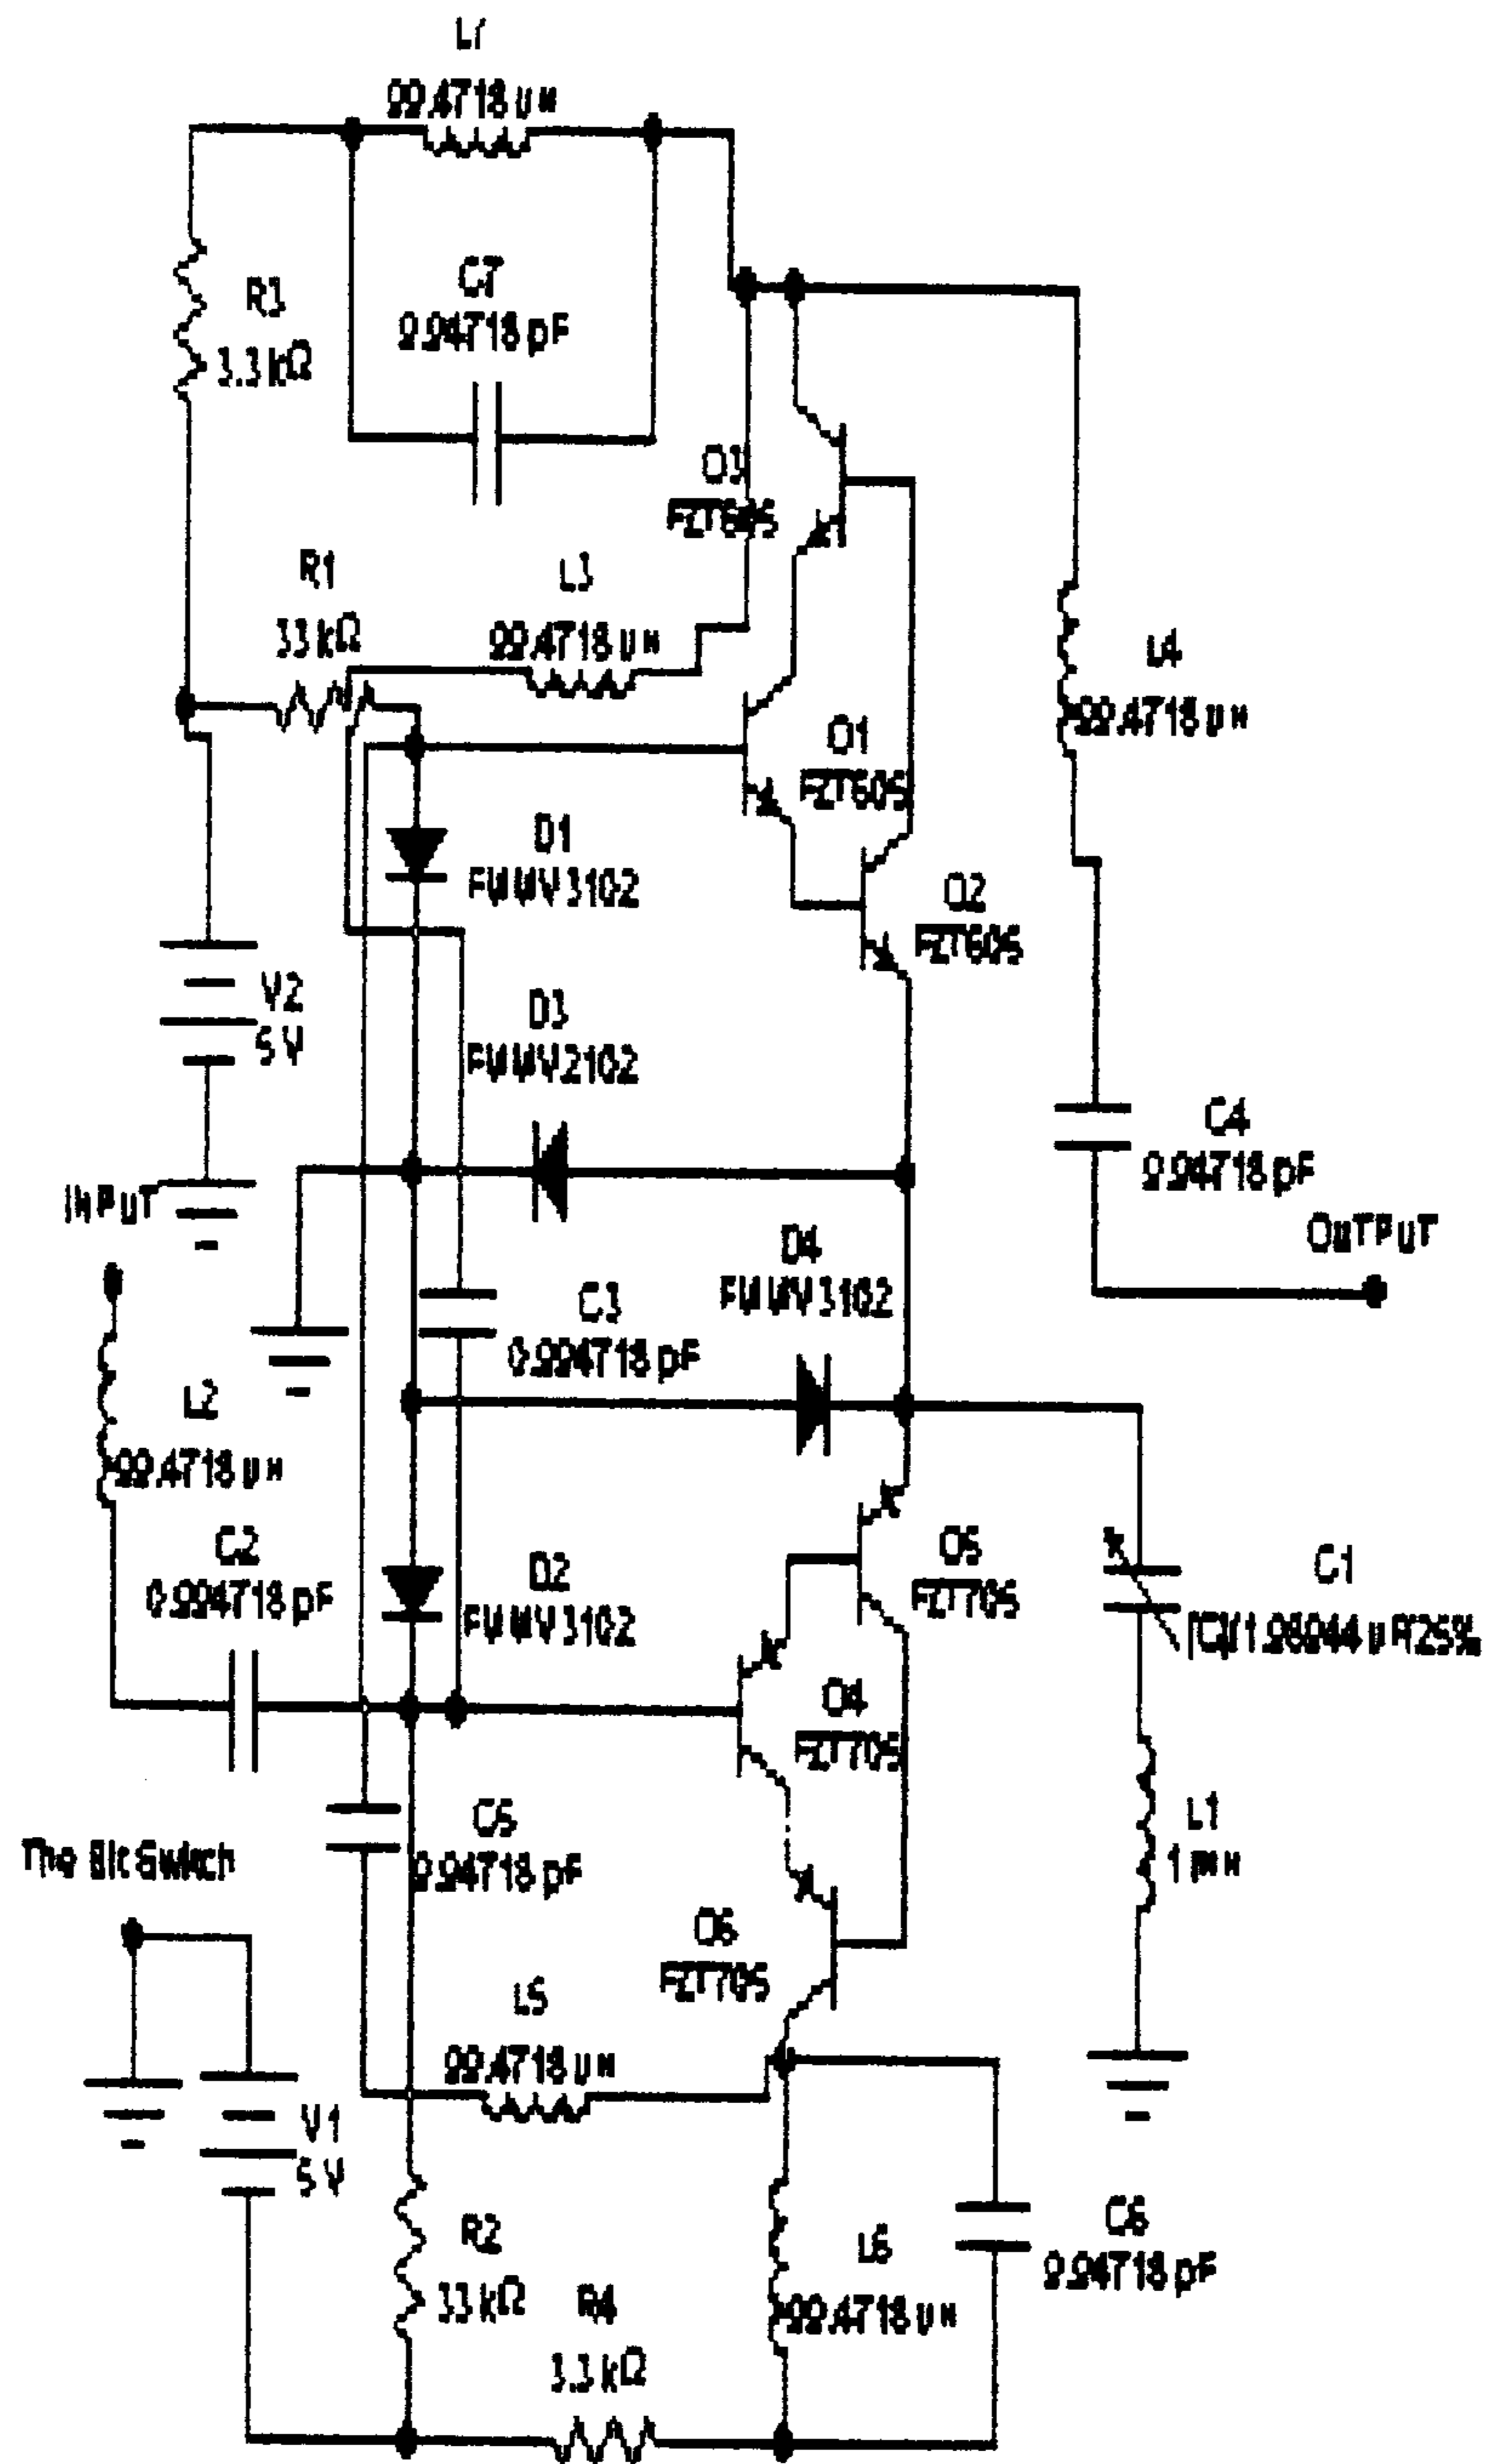 L7
99.4718 µH
C7
9.94718 pF
R3
3.3 kΩ
Q3
FZT605
R1
33 kΩ
L3
99.4718 µH
L4
99.4718 µH
Q1
FZT605
D1
FMMV3102
Q2
FZT605
V2
5 V
D3
FMMV2102
C4
9.94718 pF
INPUT
OUTPUT
D4
FMMV3102
C3
0.994718 pF
L2
99.4718 µH
C2
0.994718 pF
D2
FMMV3102
Q5
FZT705
C1
Q4
FZT705
L1
C5
9.94718 pF
The Bit Switch
Q6
FZT705
L5
99.4718 µH
V1
5 V
R2
33 kΩ
R4
3.3 kΩ
L6
99.4718 µH
C6
9.94718 pF